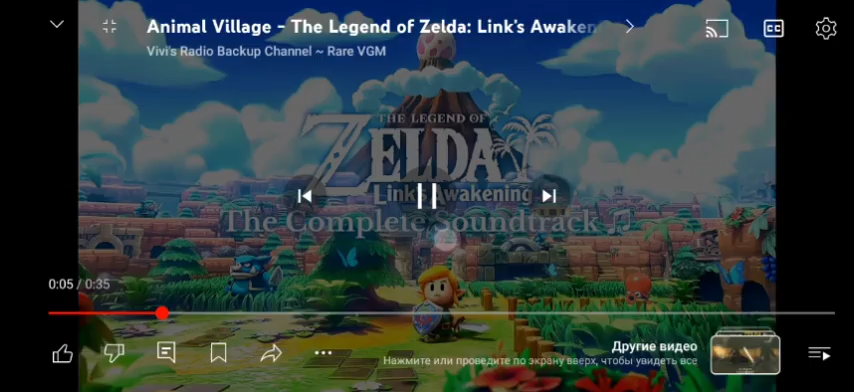 Animal Village - The Legend of Zelda: Link's Awaken
Vivi's Radio Backup Channel ~ Rare VGM
CC
THE LEGEND OF
ZELDA
Link's Awakening
The Complete Soundtrack ♫
0:05 / 0:35
Другие видео
Нажмите или проведите по экрану вверх, чтобы увидеть все